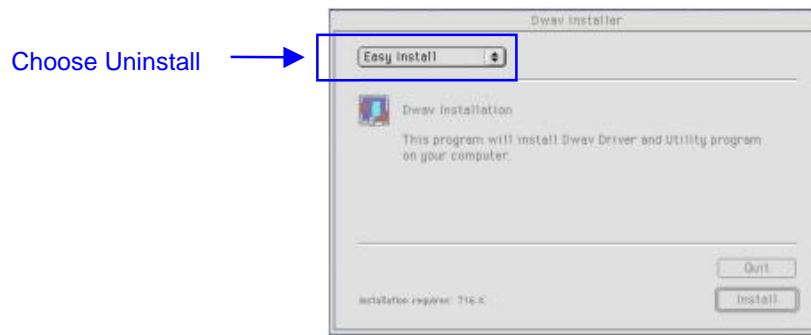 Dwav Installer
Choose Uninstall
Easy Install
Dwav Installation
This program will install Dwav Driver and Utility program
on your computer.
Quit
Installation requires: 716 K
Install